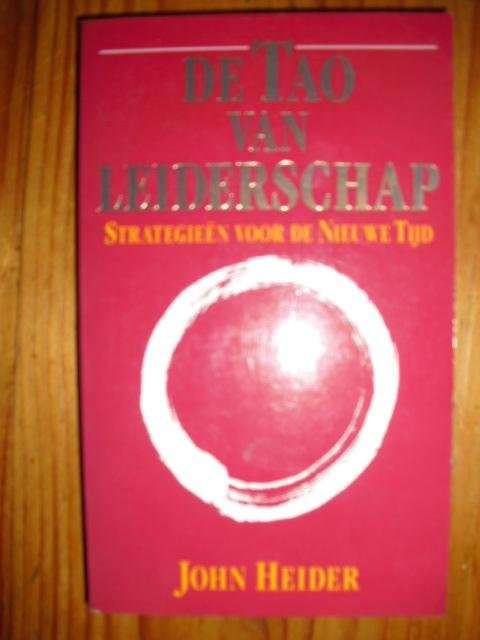 DE TAO
VAN
LEIDERSCHAP
STRATEGIEËN VOOR DE NIEUWE TIJD
JOHN HEIDER